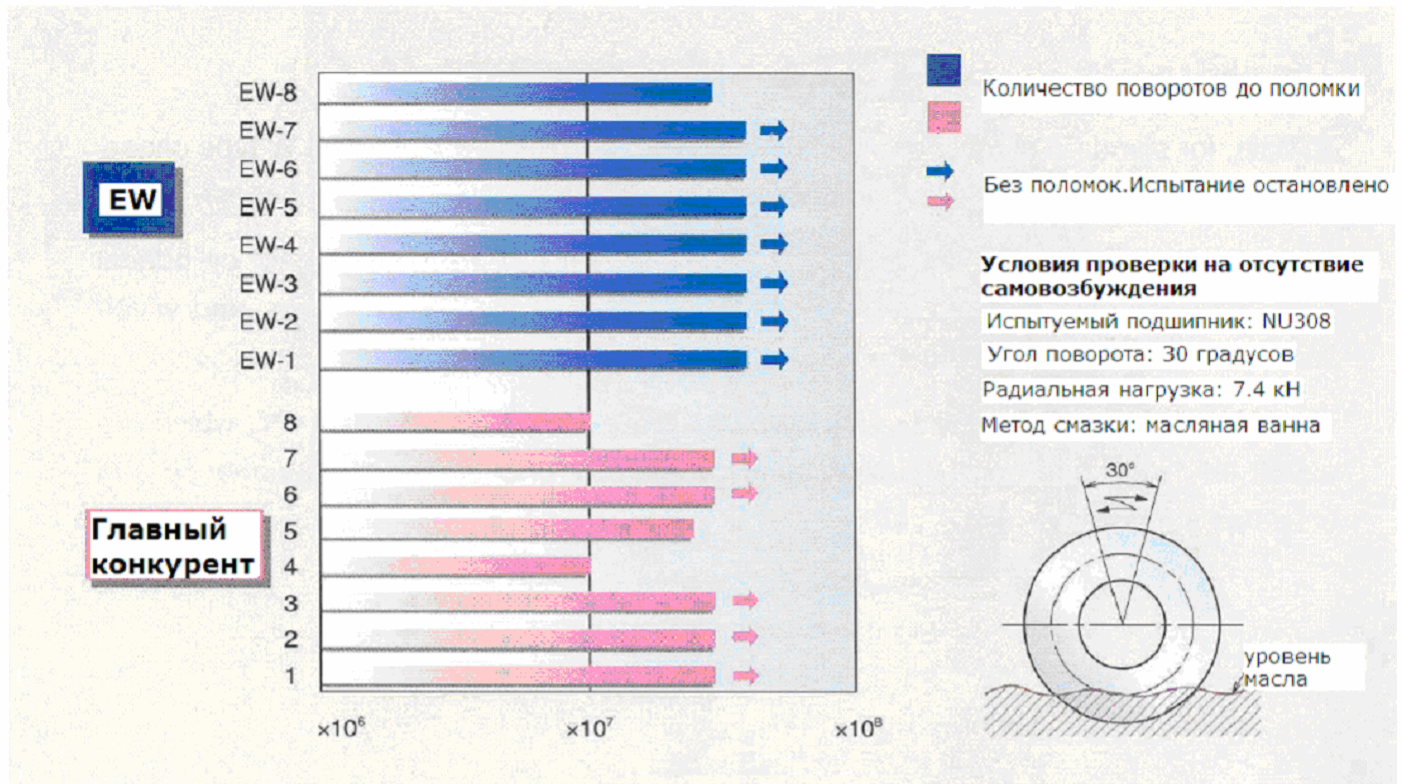 EW-8
EW-7
EW-6
EW-5
EW-4
EW-3
EW-2
EW-1
EW
8
7
6
5
4
3
2
1
Главный
конкурент
×10⁶
×10⁷
×10⁸
Количество поворотов до поломки
Без поломок.Испытание остановлено
Условия проверки на отсутствие
самовозбуждения
Испытуемый подшипник: NU308
Угол поворота: 30 градусов
Радиальная нагрузка: 7.4 кН
Метод смазки: масляная ванна
30°
уровень
масла